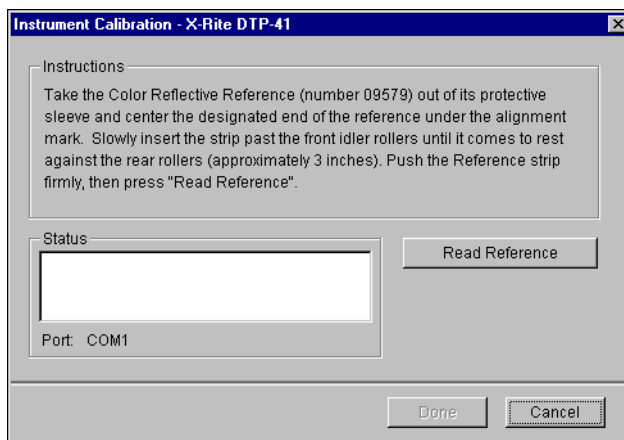 Instrument Calibration - X-Rite DTP-41
Instructions
Take the Color Reflective Reference (number 09579) out of its protective
sleeve and center the designated end of the reference under the alignment
mark.  Slowly insert the strip past the front idler rollers until it comes to rest
against the rear rollers (approximately 3 inches). Push the Reference strip
firmly, then press "Read Reference".
Status
Read Reference
Port:   COM1
Done
Cancel